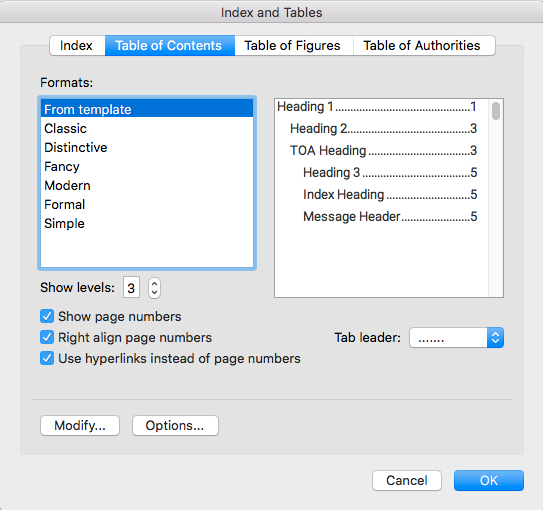 Index and Tables
Index Table of Contents Table of Figures Table of Authorities
Formats:
From template
Classic
Distinctive
Fancy
Modern
Formal
Simple
Heading 1..................................................1
Heading 2............................................3
TOA Heading....................................3
Heading 3.......................................5
Index Heading..............................5
Message Header.........................5
Show levels: 3
Show page numbers
Right align page numbers
Tab leader: .......
Use hyperlinks instead of page numbers
Modify... Options...
Cancel OK